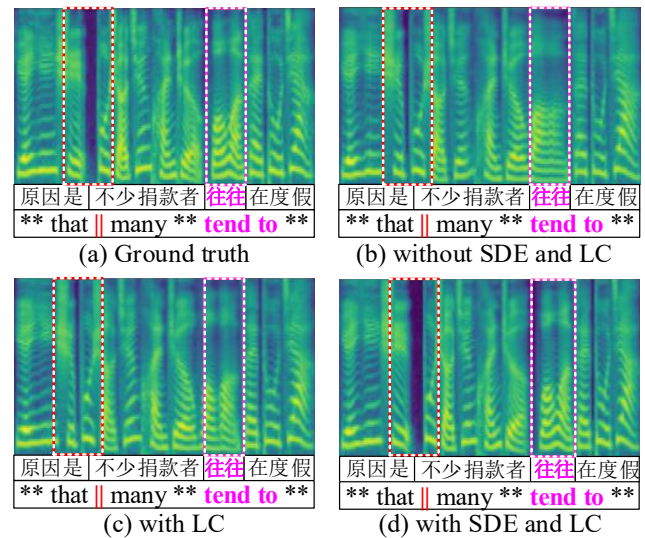 原因是 不少捐款者 往往 在度假
** that || many ** tend to **
(a) Ground truth
原因是 不少捐款者 往往 在度假
** that || many ** tend to **
(b) without SDE and LC
原因是 不少捐款者 往往 在度假
** that || many ** tend to **
(c) with LC
原因是 不少捐款者 往往 在度假
** that || many ** tend to **
(d) with SDE and LC